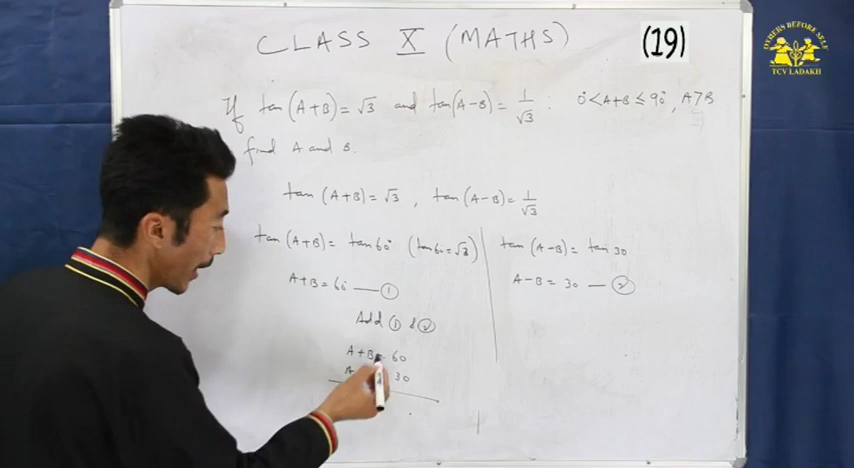 CLASS X (MATHS)
(19)
OTHERS BEFORE SELF
TCV LADAKH
If tan(A+B) = √3 and tan(A-B) = 1/√3 : 0° < A+B ≤ 90°, A > B
find A and B.
tan(A+B) = √3 , tan(A-B) = 1/√3
tan(A+B) = tan 60° (tan 60 = √3)
A+B = 60 — ①
tan(A-B) = tan 30
A-B = 30 — ②
Add ① & ②
A+B = 60
A 30